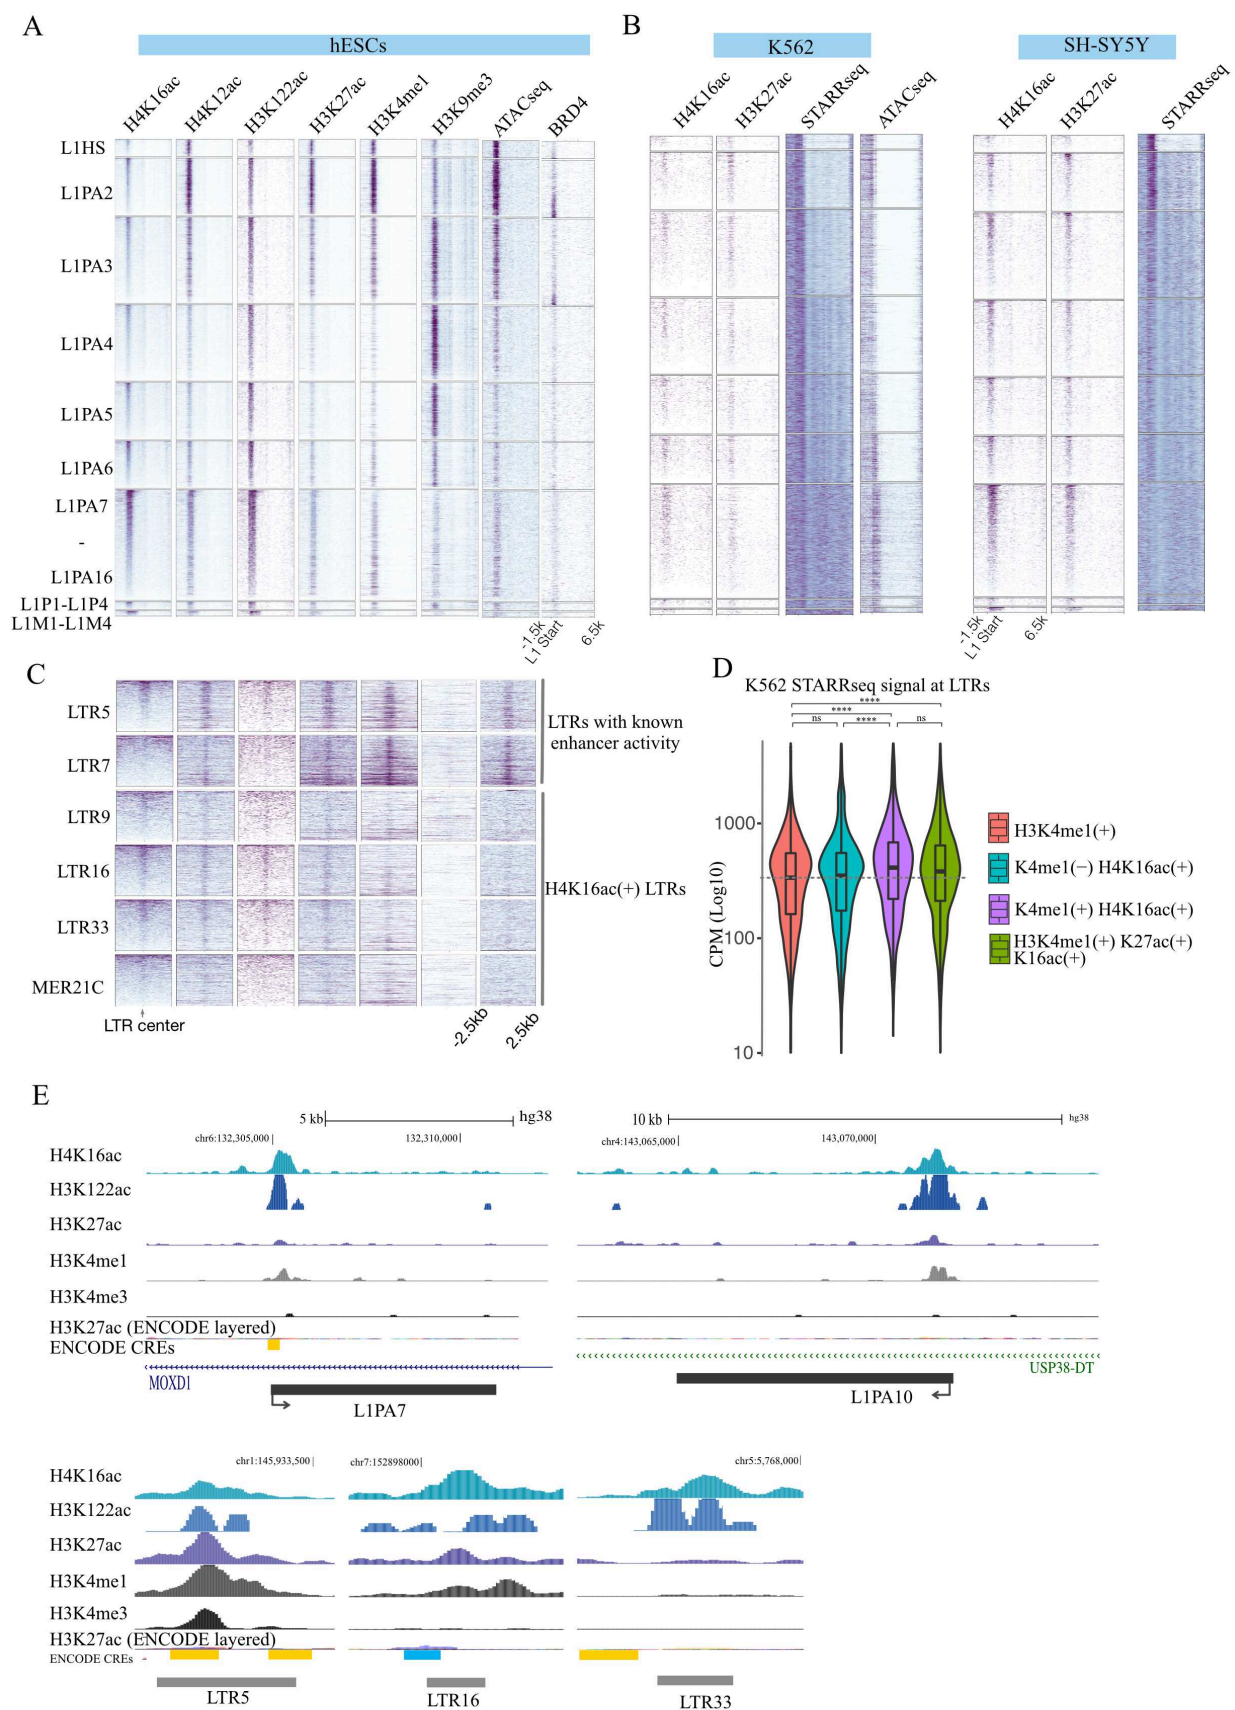 A
hESCs
H4K16ac
H4K12ac
H3K122ac
H3K27ac
H3K4me1
H3K9me3
ATACseq
BRD4
L1HS
L1PA2
L1PA3
L1PA4
L1PA5
L1PA6
L1PA7
-
L1PA16
L1P1-L1P4
L1M1-L1M4
-1.5k
L1 Start
6.5k
B
K562
H4K16ac
H3K27ac
STARRseq
ATACseq
SH-SY5Y
H4K16ac
H3K27ac
STARRseq
-1.5k
L1 Start
6.5k
C
LTR5
LTR7
LTR9
LTR16
LTR33
MER21C
LTR center
-2.5kb
2.5kb
LTRs with known
enhancer activity
H4K16ac(+) LTRs
D
K562 STARRseq signal at LTRs
****
****
ns
****
ns
CPM (Log10)
1000
100
10
H3K4me1(+)
K4me1(−) H4K16ac(+)
K4me1(+) H4K16ac(+)
H3K4me1(+) K27ac(+)
K16ac(+)
E
5 kb
hg38
chr6:132,305,000
132,310,000
10 kb
hg38
chr4:143,065,000
143,070,000
H4K16ac
H3K122ac
H3K27ac
H3K4me1
H3K4me3
H3K27ac (ENCODE layered)
ENCODE CREs
MOXD1
L1PA7
USP38-DT
L1PA10
chr1:145,933,500
chr7:152898000
chr5:5,768,000
H4K16ac
H3K122ac
H3K27ac
H3K4me1
H3K4me3
H3K27ac (ENCODE layered)
ENCODE CREs
LTR5
LTR16
LTR33